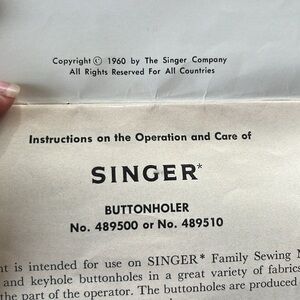 Copyright Ⓒ 1960 by The Singer Company
All Rights Reserved For All Countries
Instructions on the Operation and Care of
SINGER*
BUTTONHOLER
No. 489500 or No. 489510
nt is intended for use on SINGER* Family Sewing M
and keyhole buttonholes in a great variety of fabrics
the part of the operator. The buttonholes are produced